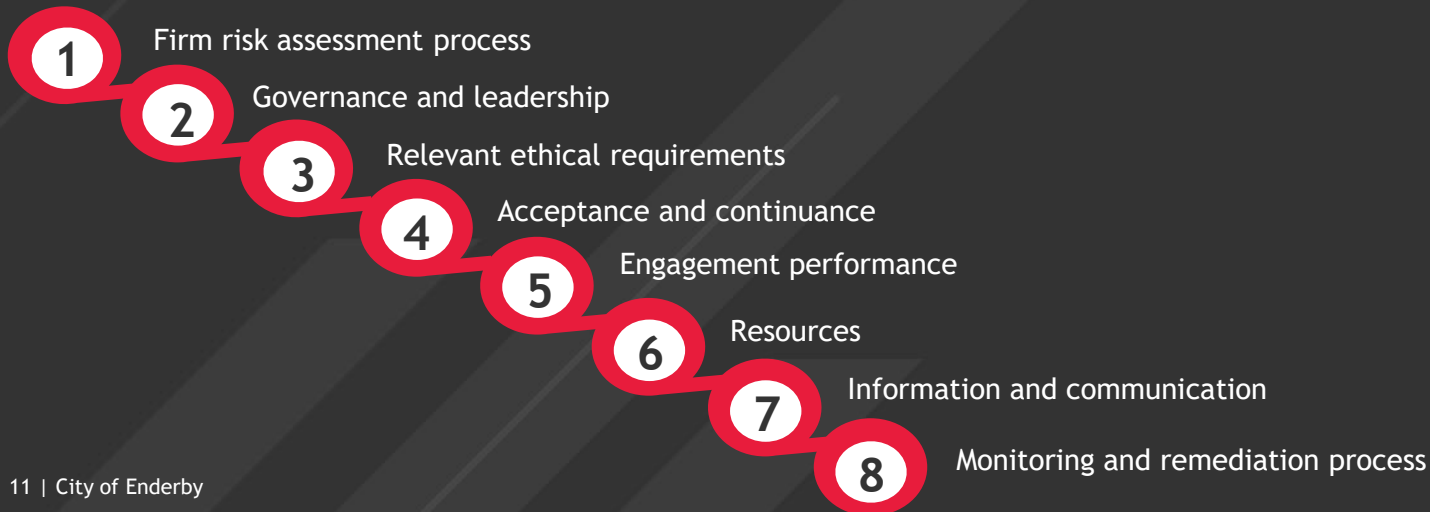 1 Firm risk assessment process
2 Governance and leadership
3 Relevant ethical requirements
4 Acceptance and continuance
5 Engagement performance
6 Resources
7 Information and communication
8 Monitoring and remediation process
11 | City of Enderby